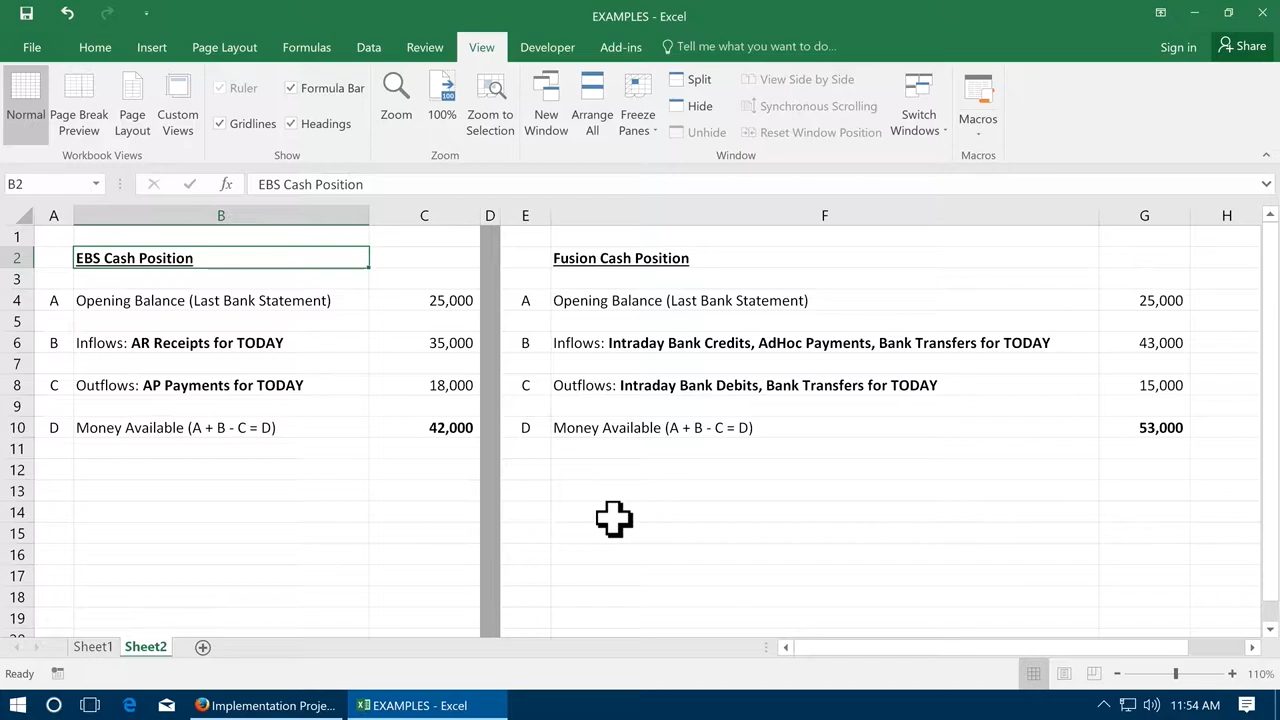 EXAMPLES - Excel
File Home Insert Page Layout Formulas Data Review View Developer Add-ins Tell me what you want to do... Sign in Share
Normal Page Break Preview Page Layout Custom Views
Workbook Views
Ruler Formula Bar
Gridlines Headings
Show
Zoom 100% Zoom to Selection
Zoom
New Window Arrange All Freeze Panes
Split
Hide
Unhide
View Side by Side
Synchronous Scrolling
Reset Window Position
Switch Windows
Window
Macros
Macros
B2 fx EBS Cash Position
A B C D E F G H
1
2 EBS Cash Position Fusion Cash Position
3
4 A Opening Balance (Last Bank Statement) 25,000 A Opening Balance (Last Bank Statement) 25,000
5
6 B Inflows: AR Receipts for TODAY 35,000 B Inflows: Intraday Bank Credits, AdHoc Payments, Bank Transfers for TODAY 43,000
7
8 C Outflows: AP Payments for TODAY 18,000 C Outflows: Intraday Bank Debits, Bank Transfers for TODAY 15,000
9
10 D Money Available (A + B - C = D) 42,000 D Money Available (A + B - C = D) 53,000
11
12
13
14
15
16
17
18
19
Sheet1 Sheet2
Ready 110%
Implementation Proje... EXAMPLES - Excel 11:54 AM